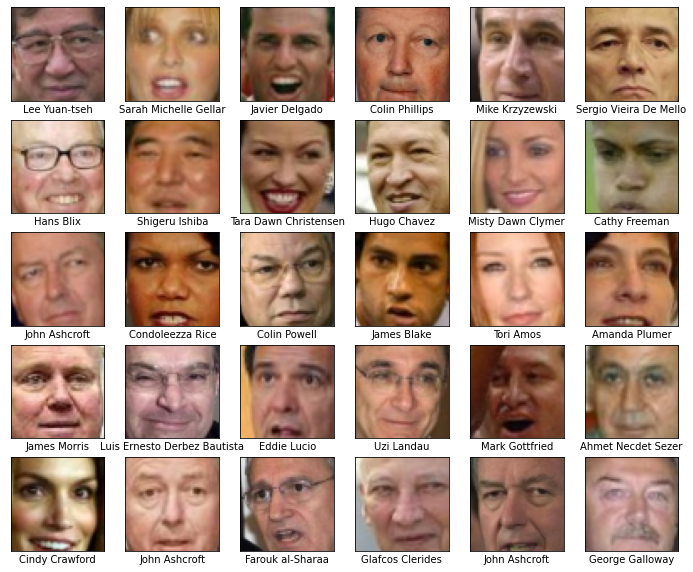 Lee Yuan-tseh
Sarah Michelle Gellar
Javier Delgado
Colin Phillips
Mike Krzyzewski
Sergio Vieira De Mello
Hans Blix
Shigeru Ishiba
Tara Dawn Christensen
Hugo Chavez
Misty Dawn Clymer
Cathy Freeman
John Ashcroft
Condoleezza Rice
Colin Powell
James Blake
Tori Amos
Amanda Plumer
James Morris
Luis Ernesto Derbez Bautista
Eddie Lucio
Uzi Landau
Mark Gottfried
Ahmet Necdet Sezer
Cindy Crawford
John Ashcroft
Farouk al-Sharaa
Glafcos Clerides
John Ashcroft
George Galloway